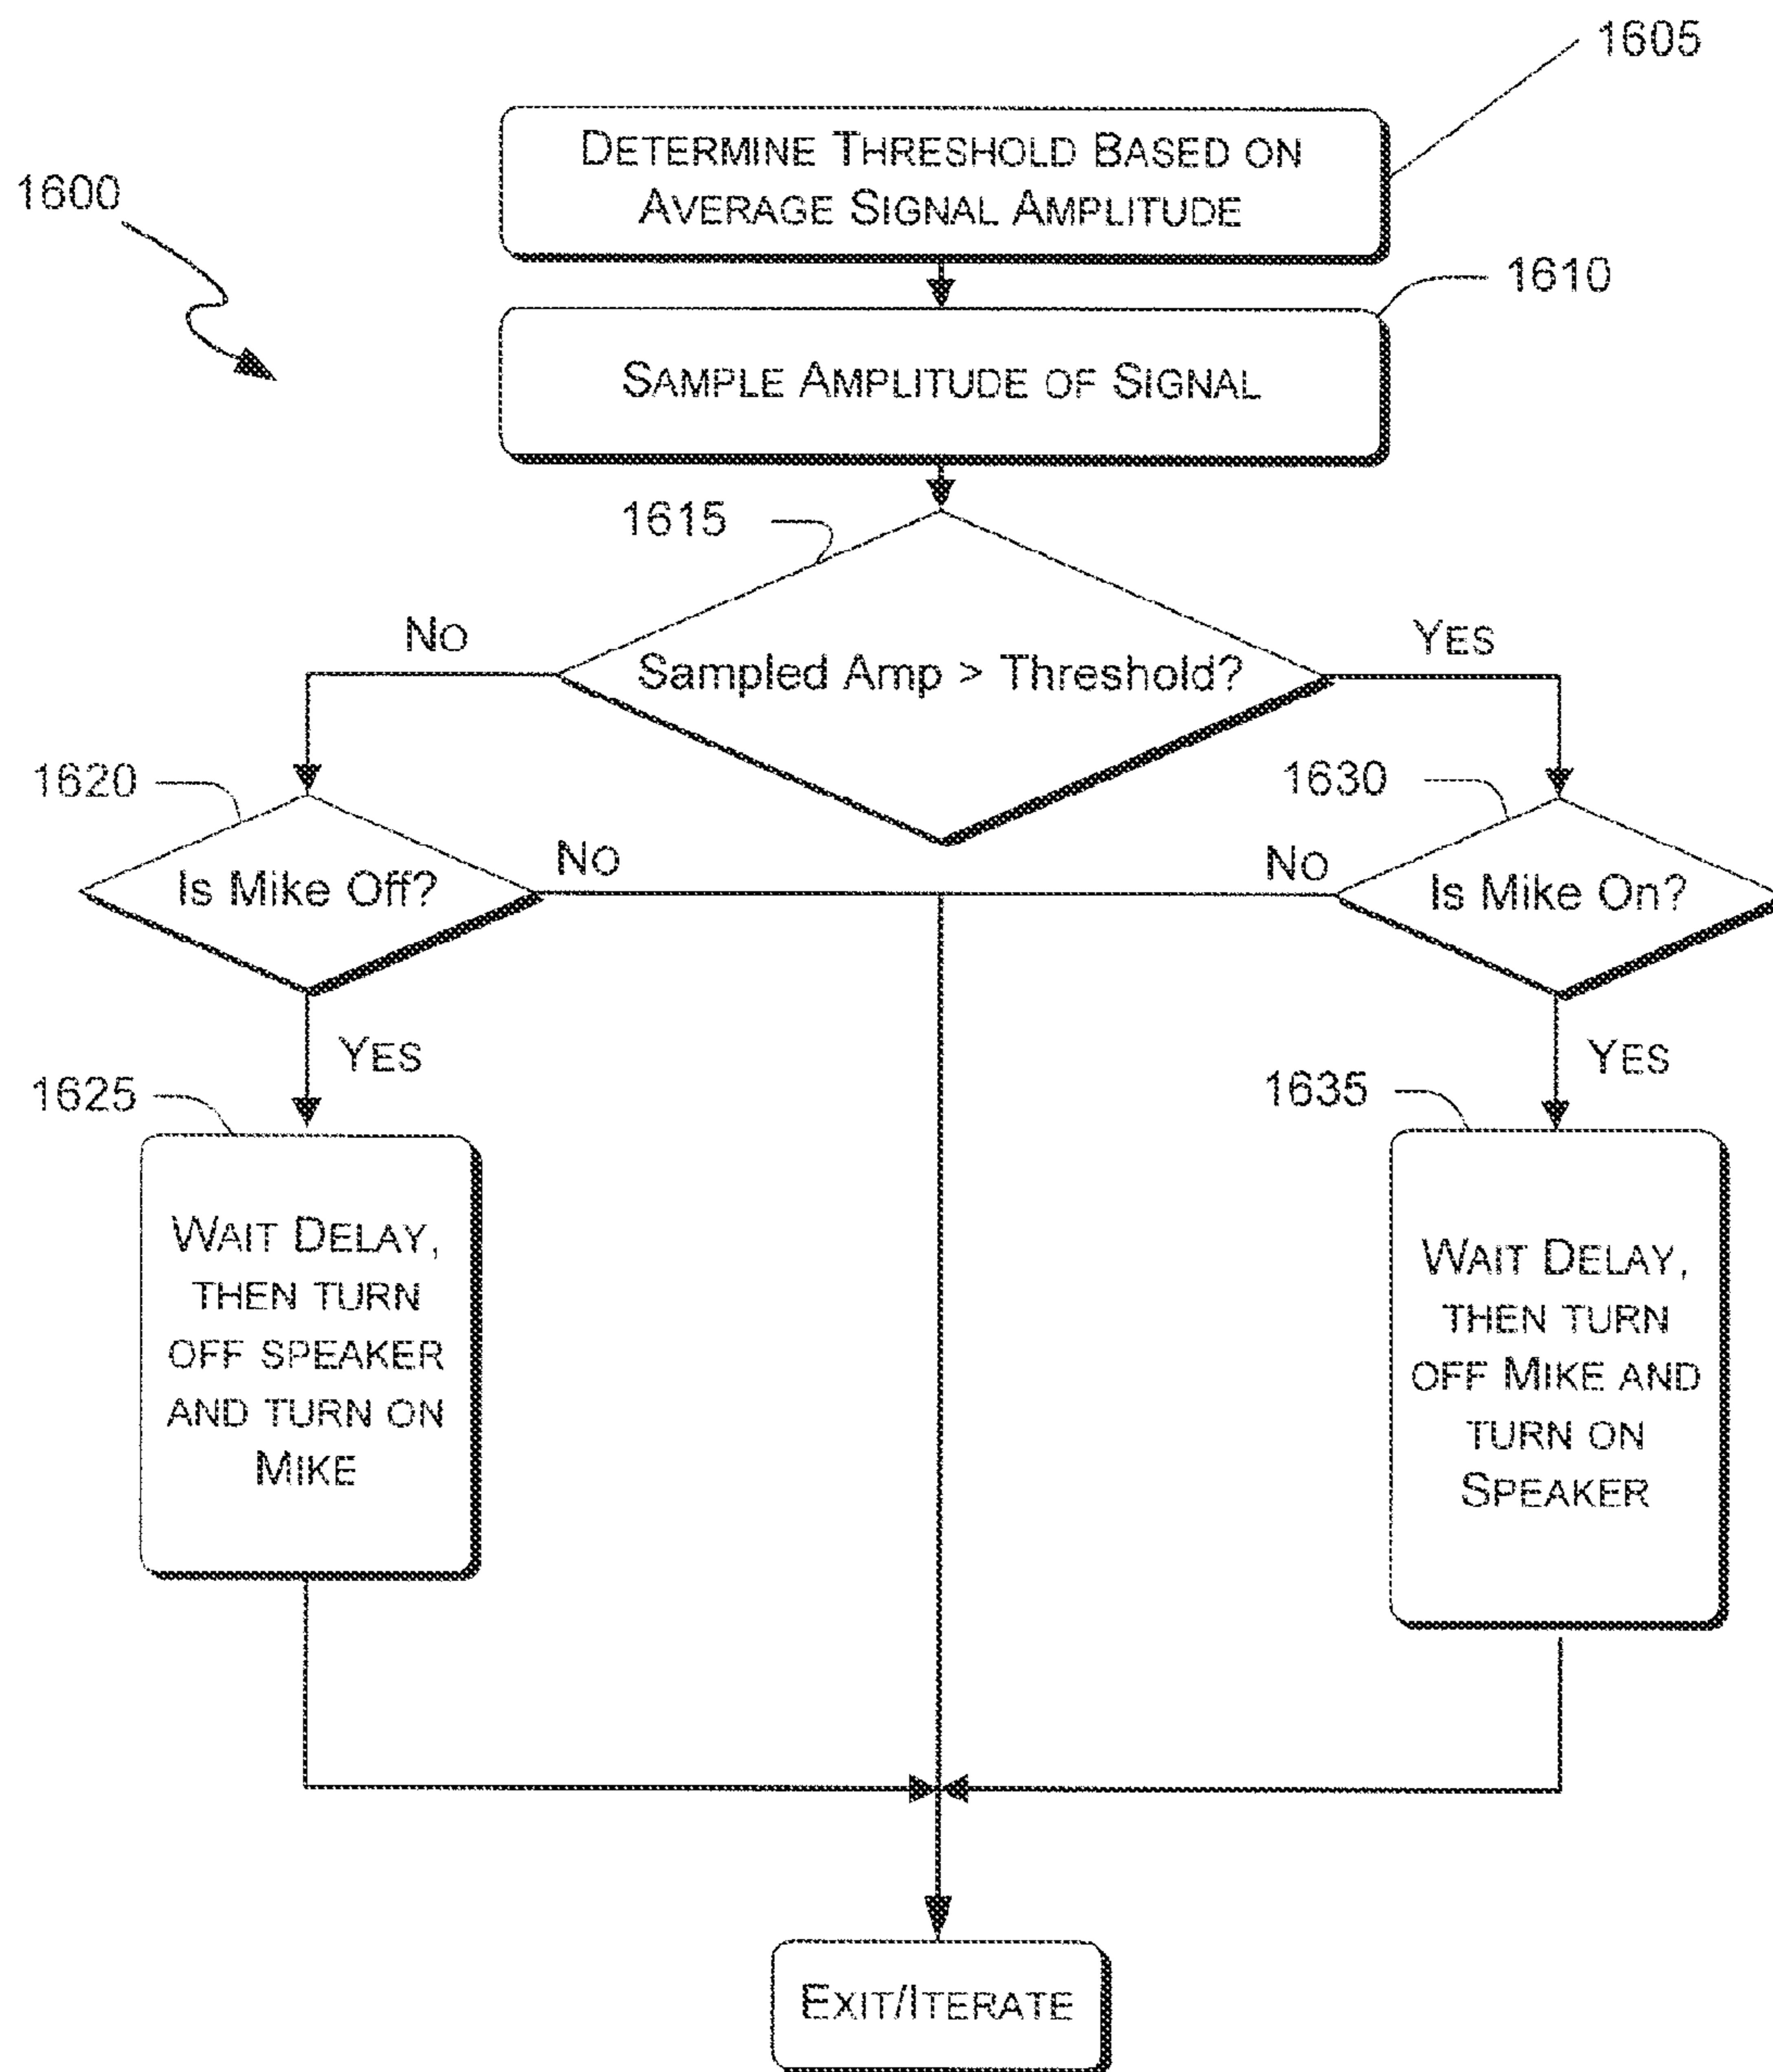 1605
DETERMINE THRESHOLD BASED ON
AVERAGE SIGNAL AMPLITUDE
1600
1610
SAMPLE AMPLITUDE OF SIGNAL
1615
NO
YES
Sampled Amp > Threshold?
1620
1630
NO
NO
Is Mike Off?
Is Mike On?
YES
YES
1625
1635
WAIT DELAY,
THEN TURN
OFF SPEAKER
AND TURN ON
MIKE
WAIT DELAY,
THEN TURN
OFF MIKE AND
TURN ON
SPEAKER
EXIT/ITERATE